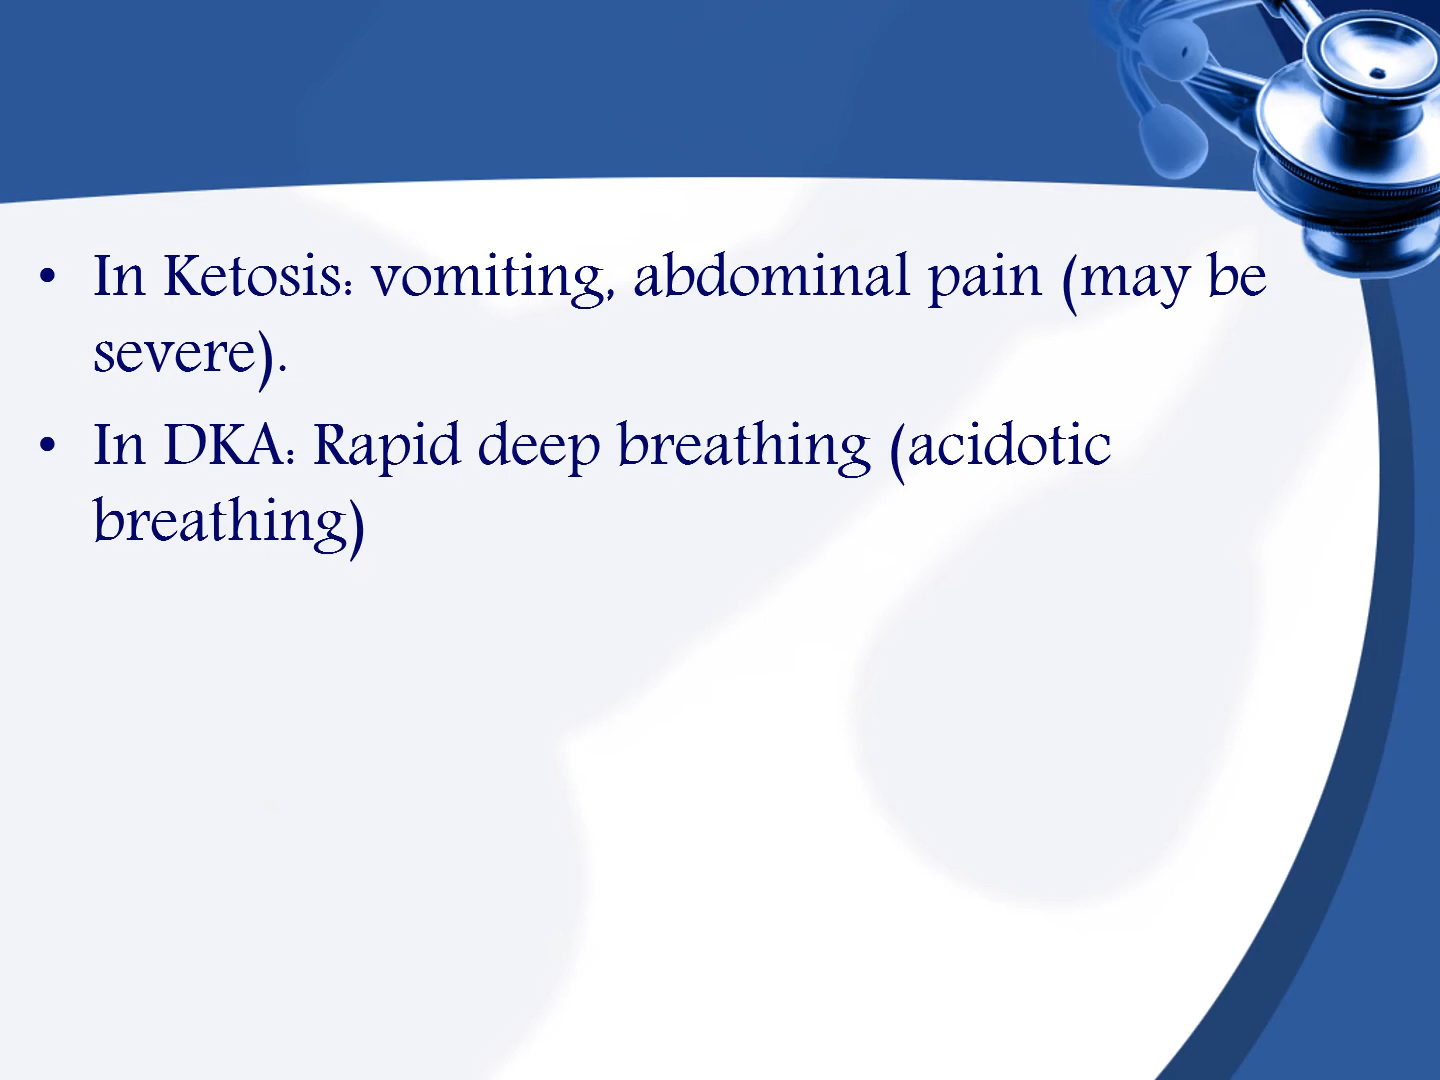 • In Ketosis: vomiting, abdominal pain (may be
severe).
• In DKA: Rapid deep breathing (acidotic
breathing)